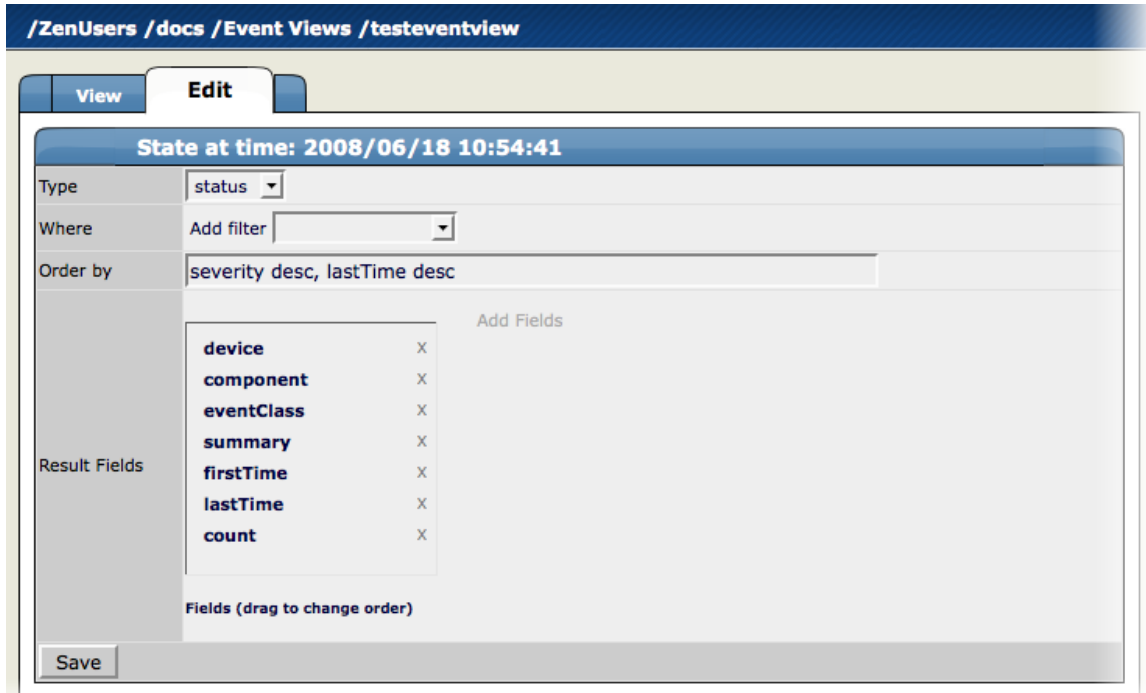 /ZenUsers /docs /Event Views /testeventview
View Edit
State at time: 2008/06/18 10:54:41
Type status
Where Add filter
Order by severity desc, lastTime desc
Add Fields
device X
component X
eventClass X
summary X
Result Fields
firstTime X
lastTime X
count X
Fields (drag to change order)
Save